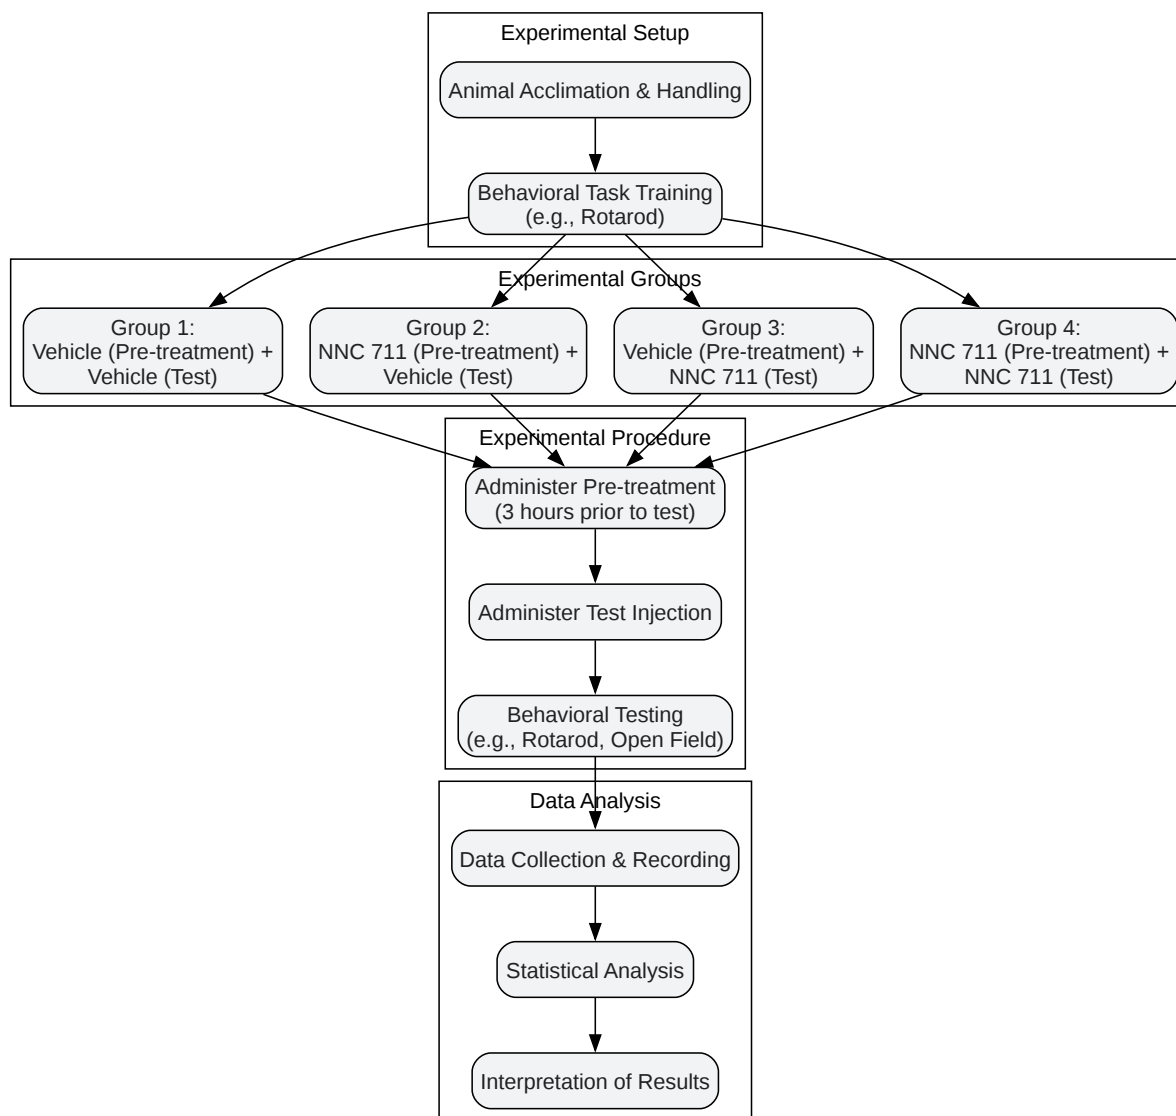 Experimental Setup
Animal Acclimation & Handling
Behavioral Task Training
(e.g., Rotarod)
Experimental Groups
Group 1:
Vehicle (Pre-treatment) +
Vehicle (Test)
Group 2:
NNC 711 (Pre-treatment) +
Vehicle (Test)
Group 3:
Vehicle (Pre-treatment) +
NNC 711 (Test)
Group 4:
NNC 711 (Pre-treatment) +
NNC 711 (Test)
Experimental Procedure
Administer Pre-treatment
(3 hours prior to test)
Administer Test Injection
Behavioral Testing
(e.g., Rotarod, Open Field)
Data Analysis
Data Collection & Recording
Statistical Analysis
Interpretation of Results